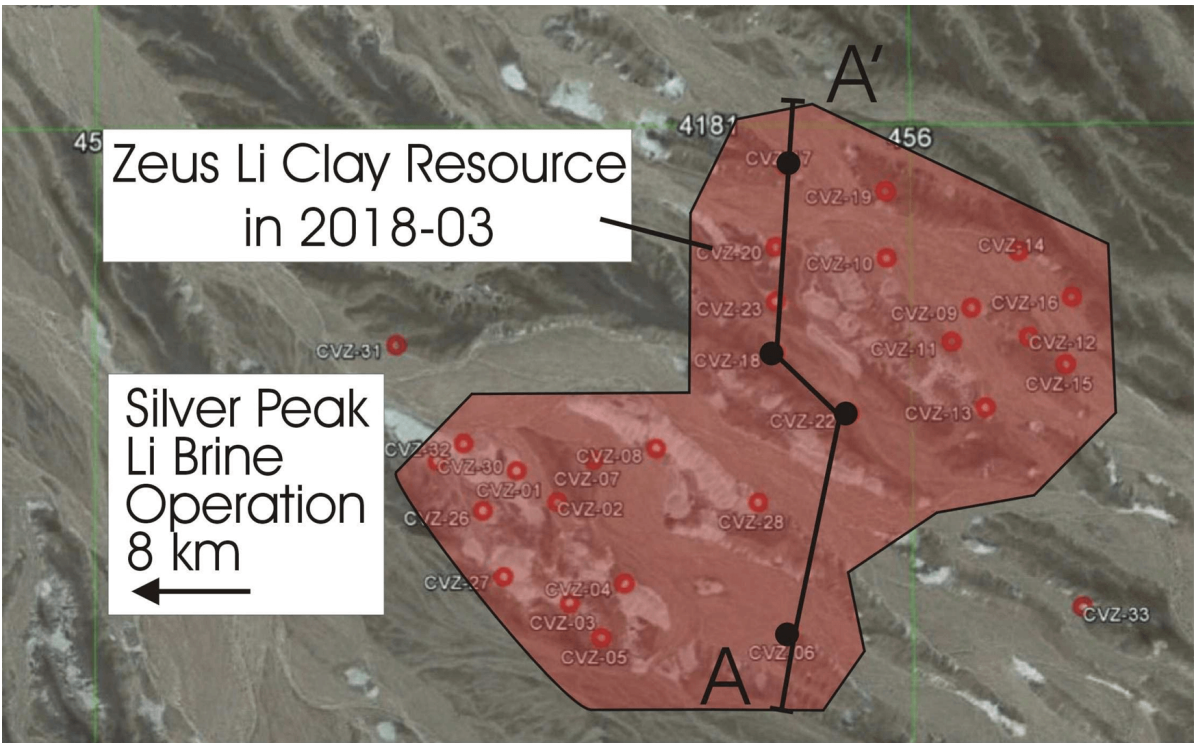 A'
4181
456
45
Zeus Li Clay Resource
in 2018-03
CVZ-19
CVZ-20
CVZ-10
CVZ-14
CVZ-23
CVZ-09
CVZ-16
CVZ-31
CVZ-18
CVZ-11
CVZ-12
CVZ-15
Silver Peak
Li Brine
Operation
8 km
CVZ-22
CVZ-13
CVZ-32
CVZ-30
CVZ-08
CVZ-07
CVZ-01
CVZ-02
CVZ-26
CVZ-28
CVZ-27
CVZ-04
CVZ-03
CVZ-33
CVZ-05
CVZ-06
A